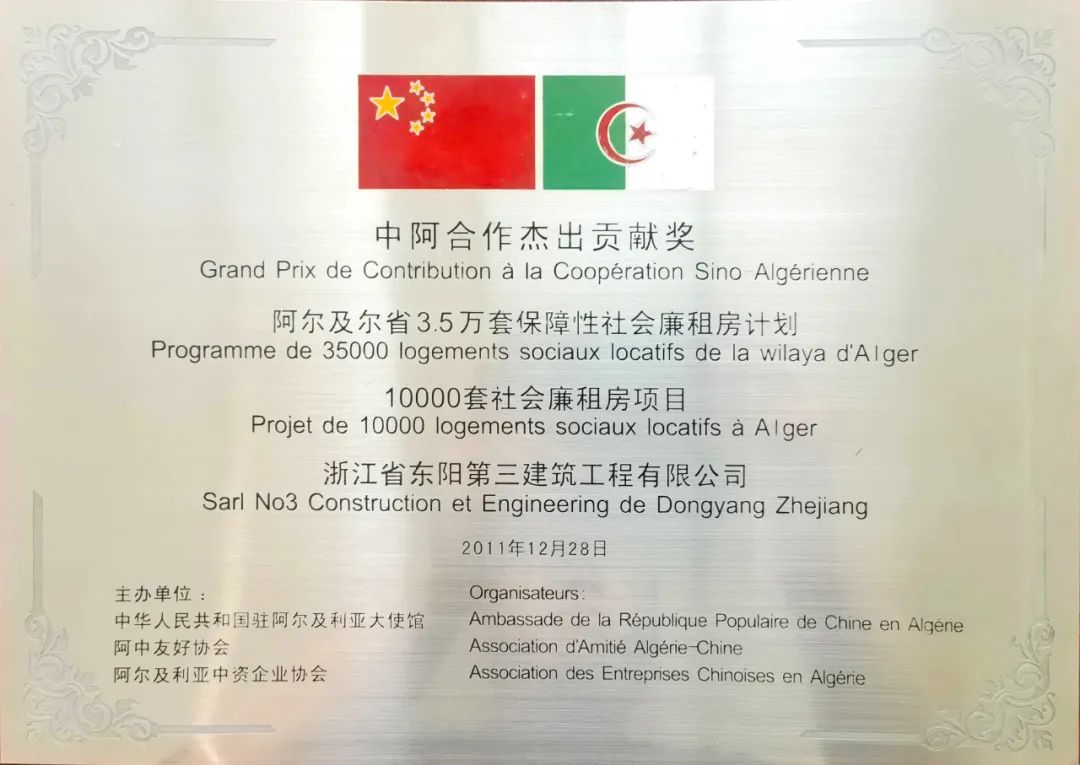 中阿合作杰出贡献奖
Grand Prix de Contribution à la Coopération Sino Algérienne
阿尔及尔省3.5万套保障性社会廉租房计划
Programme de 35000 logements sociaux locatifs de la wilaya d'Alger
10000套社会廉租房项目
Projet de 10000 logements sociaux locatifs à Alger
浙江省东阳第三建筑工程有限公司
Sarl No3 Construction et Engineering de Dongyang Zhejiang
2011年12月28日
主办单位：
中华人民共和国驻阿尔及利亚大使馆
阿中友好协会
阿尔及利亚中资企业协会
Organisateurs:
Ambassade de la République Populaire de Chine en Algérie
Association d'Amitié Algérie-Chine
Association des Entreprises Chinoises en Algérie